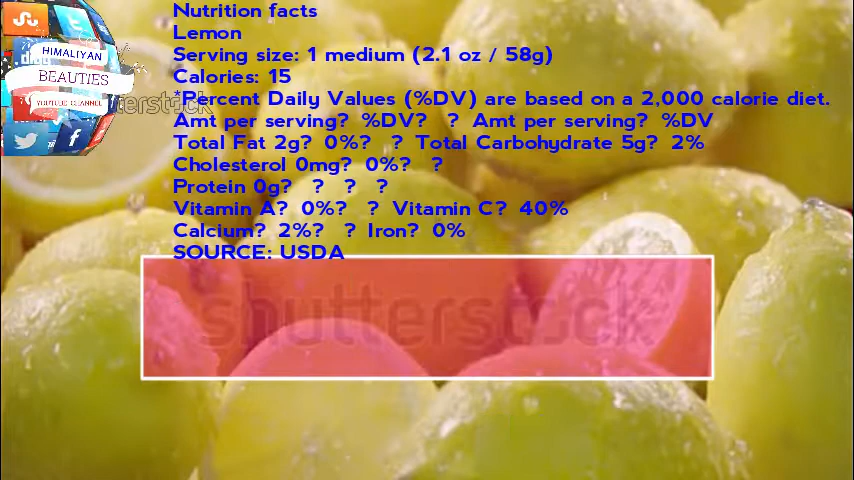 Nutrition facts
Lemon
Serving size: 1 medium (2.1 oz / 58g)
Calories: 15
*Percent Daily Values (%DV) are based on a 2,000 calorie diet.
Amt per serving? %DV? ? Amt per serving? %DV
Total Fat 2g? 0%? ? Total Carbohydrate 5g? 2%
Cholesterol 0mg? 0%? ?
Protein 0g? ? ? ?
Vitamin A? 0%? ? Vitamin C? 40%
Calcium? 2%? ? Iron? 0%
SOURCE: USDA
HIMALIYAN
BEAUTIES
YOUTUBE CHANNEL
shutterstock